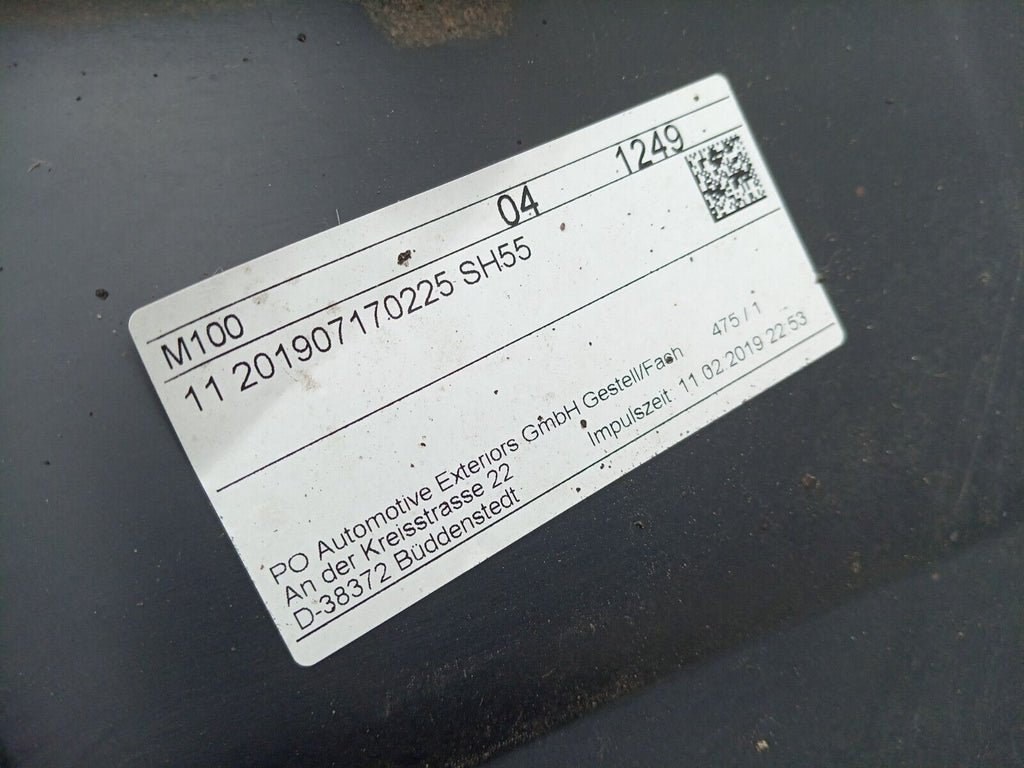 M100 04 1249
11 201907170225 SH55
PO Automotive Exteriors GmbH Gestell/Fach 475 / 1
An der Kreisstrasse 22 Impulszeit 11.02.2019 22:53
D-38372 Büddenstedt